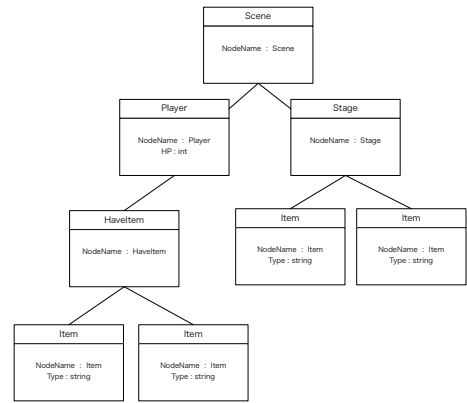 Scene
NodeName : Scene
Player
NodeName : Player
HP : int
Stage
NodeName : Stage
HaveItem
NodeName : HaveItem
Item
NodeName : Item
Type : string
Item
NodeName : Item
Type : string
Item
NodeName : Item
Type : string
Item
NodeName : Item
Type : string